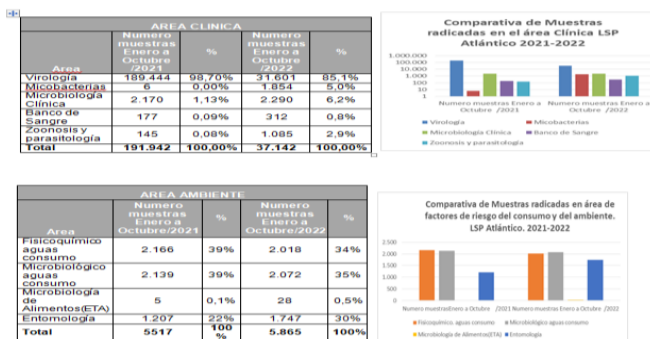 AREA CLINICA
Area
Numero muestras Enero a Octubre /2021
%
Numero muestras Enero a Octubre /2022
%
Virología 189.444 98,70% 31.601 85,1%
Micobacterias 6 0,00% 1.854 5,0%
Microbiología Clínica 2.170 1,13% 2.290 6,2%
Banco de Sangre 177 0,09% 312 0,8%
Zoonosis y parasitología 145 0,08% 1.085 2,9%
Total 191.942 100,00% 37.142 100,00%
Comparativa de Muestras
radicadas en el área Clínica LSP
Atlántico 2021-2022
1.000.000
100.000
10.000
1.000
100
10
1
Numero muestras Enero a Octubre /2021
Numero muestras Enero a Octubre /2022
Virología
Micobacterias
Microbiología Clínica
Banco de Sangre
Zoonosis y parasitología
AREA AMBIENTE
Area
Numero muestras Enero a Octubre/2021
%
Numero muestras Enero a Octubre/2022
%
Fisicoquímico aguas consumo 2.166 39% 2.018 34%
Microbiológico aguas consumo 2.139 39% 2.072 35%
Microbiología de Alimentos(ETA) 5 0,1% 28 0,5%
Entomología 1.207 22% 1.747 30%
Total 5517 100 % 5.865 100%
Comparativa de Muestras radicadas en área de
factores de riesgo del consumo y del ambiente.
LSP Atlántico. 2021-2022
2.500
2.000
1.500
1.000
500
0
Numero muestrasEnero a Octubre /2021
Numero muestras Enero a Octubre /2022
Fisicoquímico. aguas consumo
Microbiológico aguas consumo
Microbiología de Alimentos(ETA)
Entomología